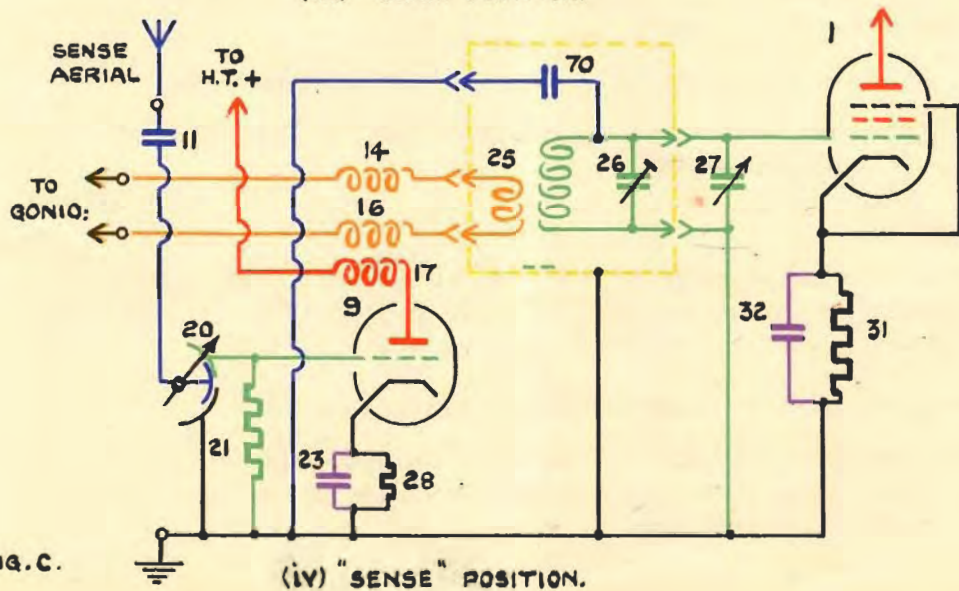 SENSE
AERIAL
TO
H.T. +
11
TO
GONIO:
14
16
17
9
20
21
23
28
70
25
26
27
1
32
31
(iv) "SENSE" POSITION.